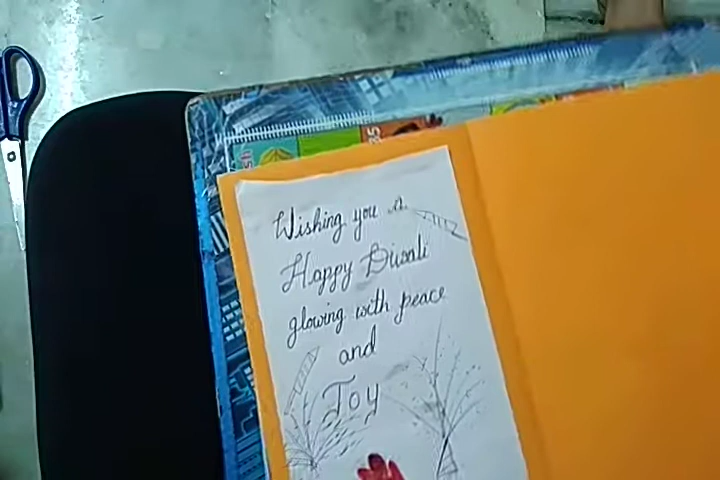 Wishing you a
Happy Diwali
glowing with peace
and
Joy